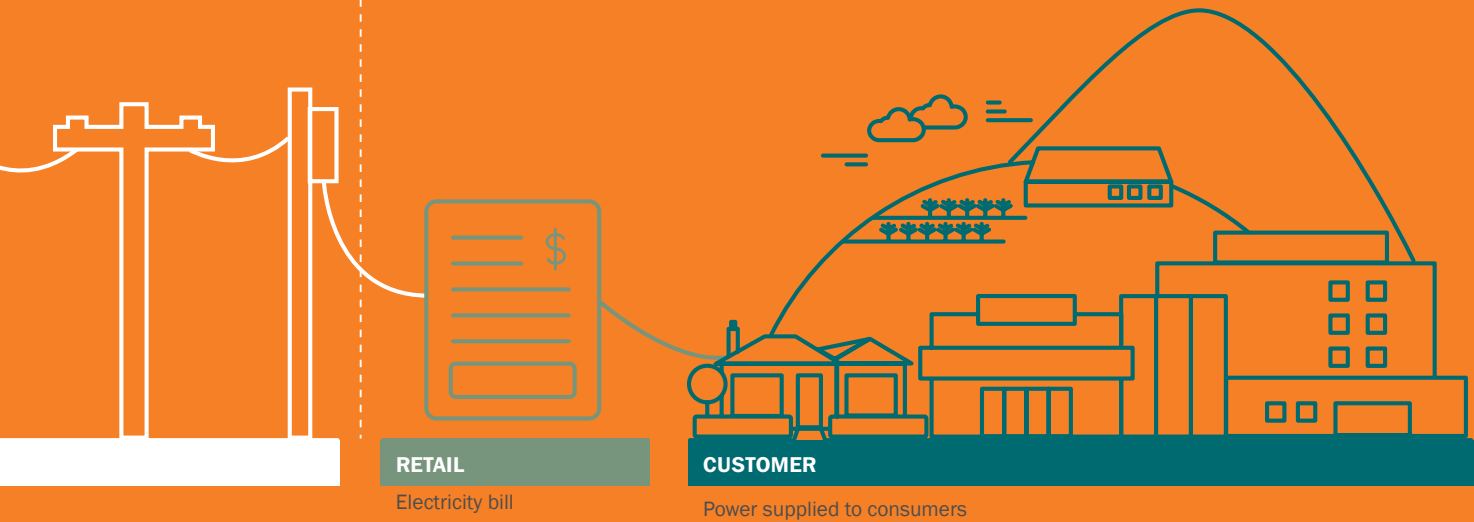 $
RETAIL
Electricity bill
CUSTOMER
Power supplied to consumers